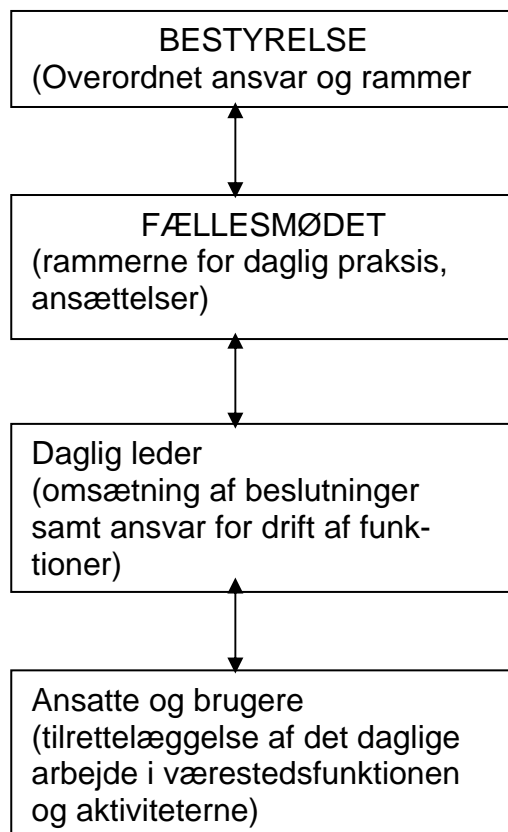 BESTYRELSE
(Overordnet ansvar og rammer
FÆLLESMØDET
(rammerne for daglig praksis,
ansættelser)
Daglig leder
(omsætning af beslutninger
samt ansvar for drift af funk-
tioner)
Ansatte og brugere
(tilrettelæggelse af det daglige
arbejde i værestedsfunktionen
og aktiviteterne)